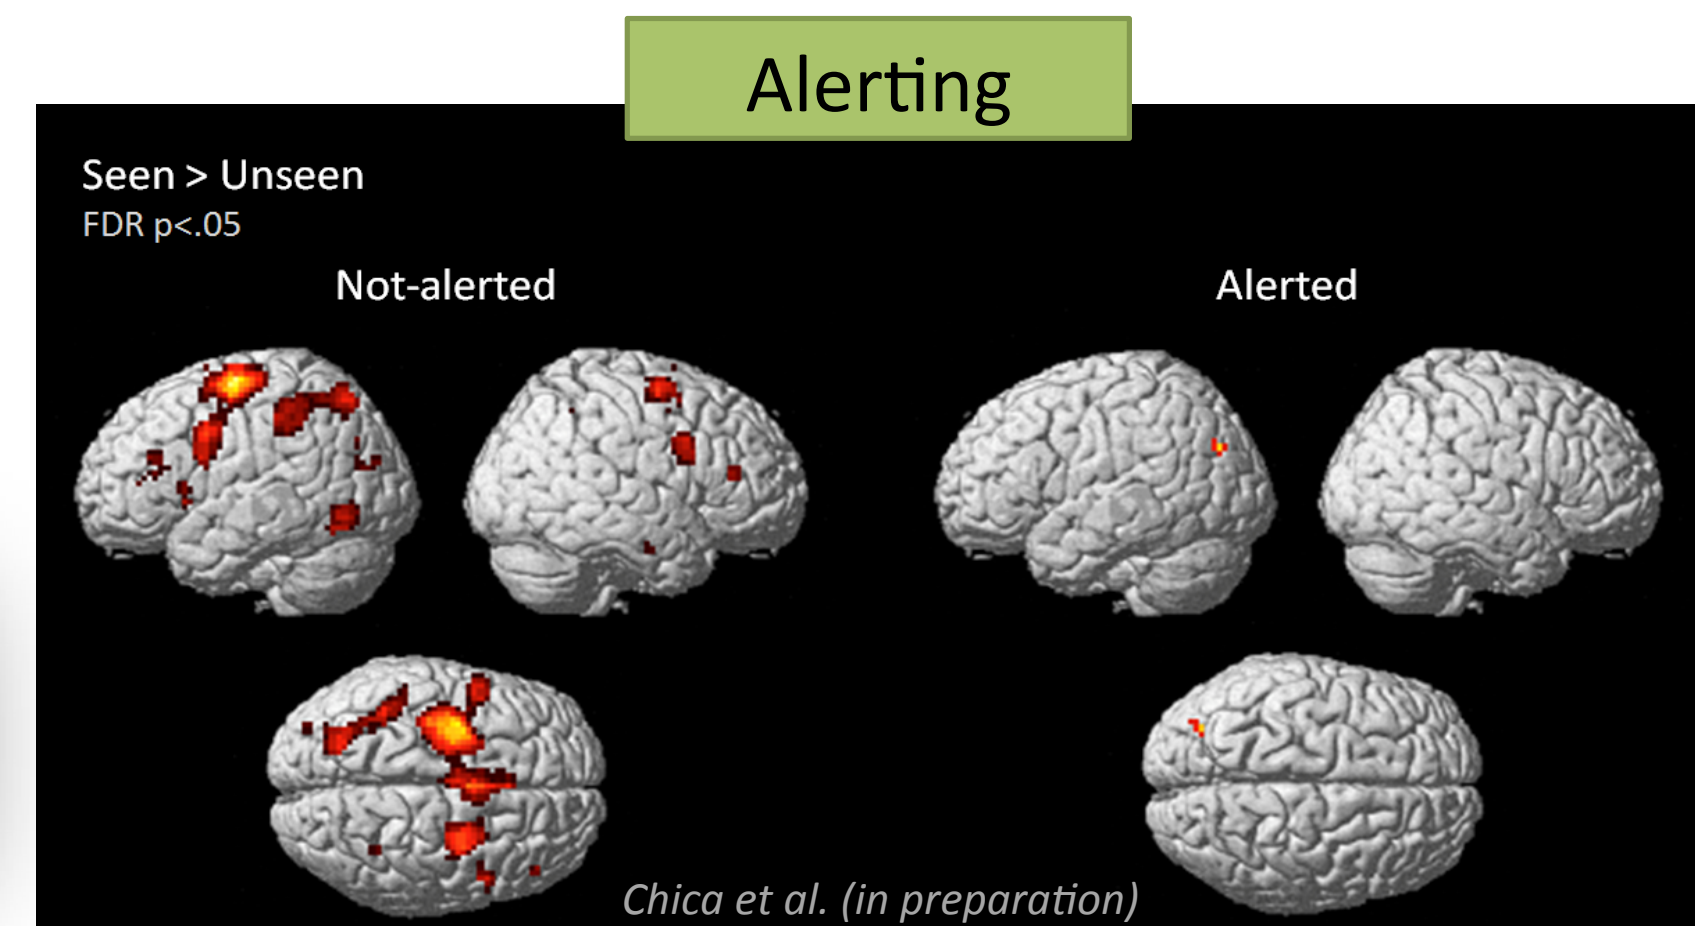 Alerting
Seen > Unseen
FDR p<.05
Not-alerted
Alerted
Chica et al. (in preparation)